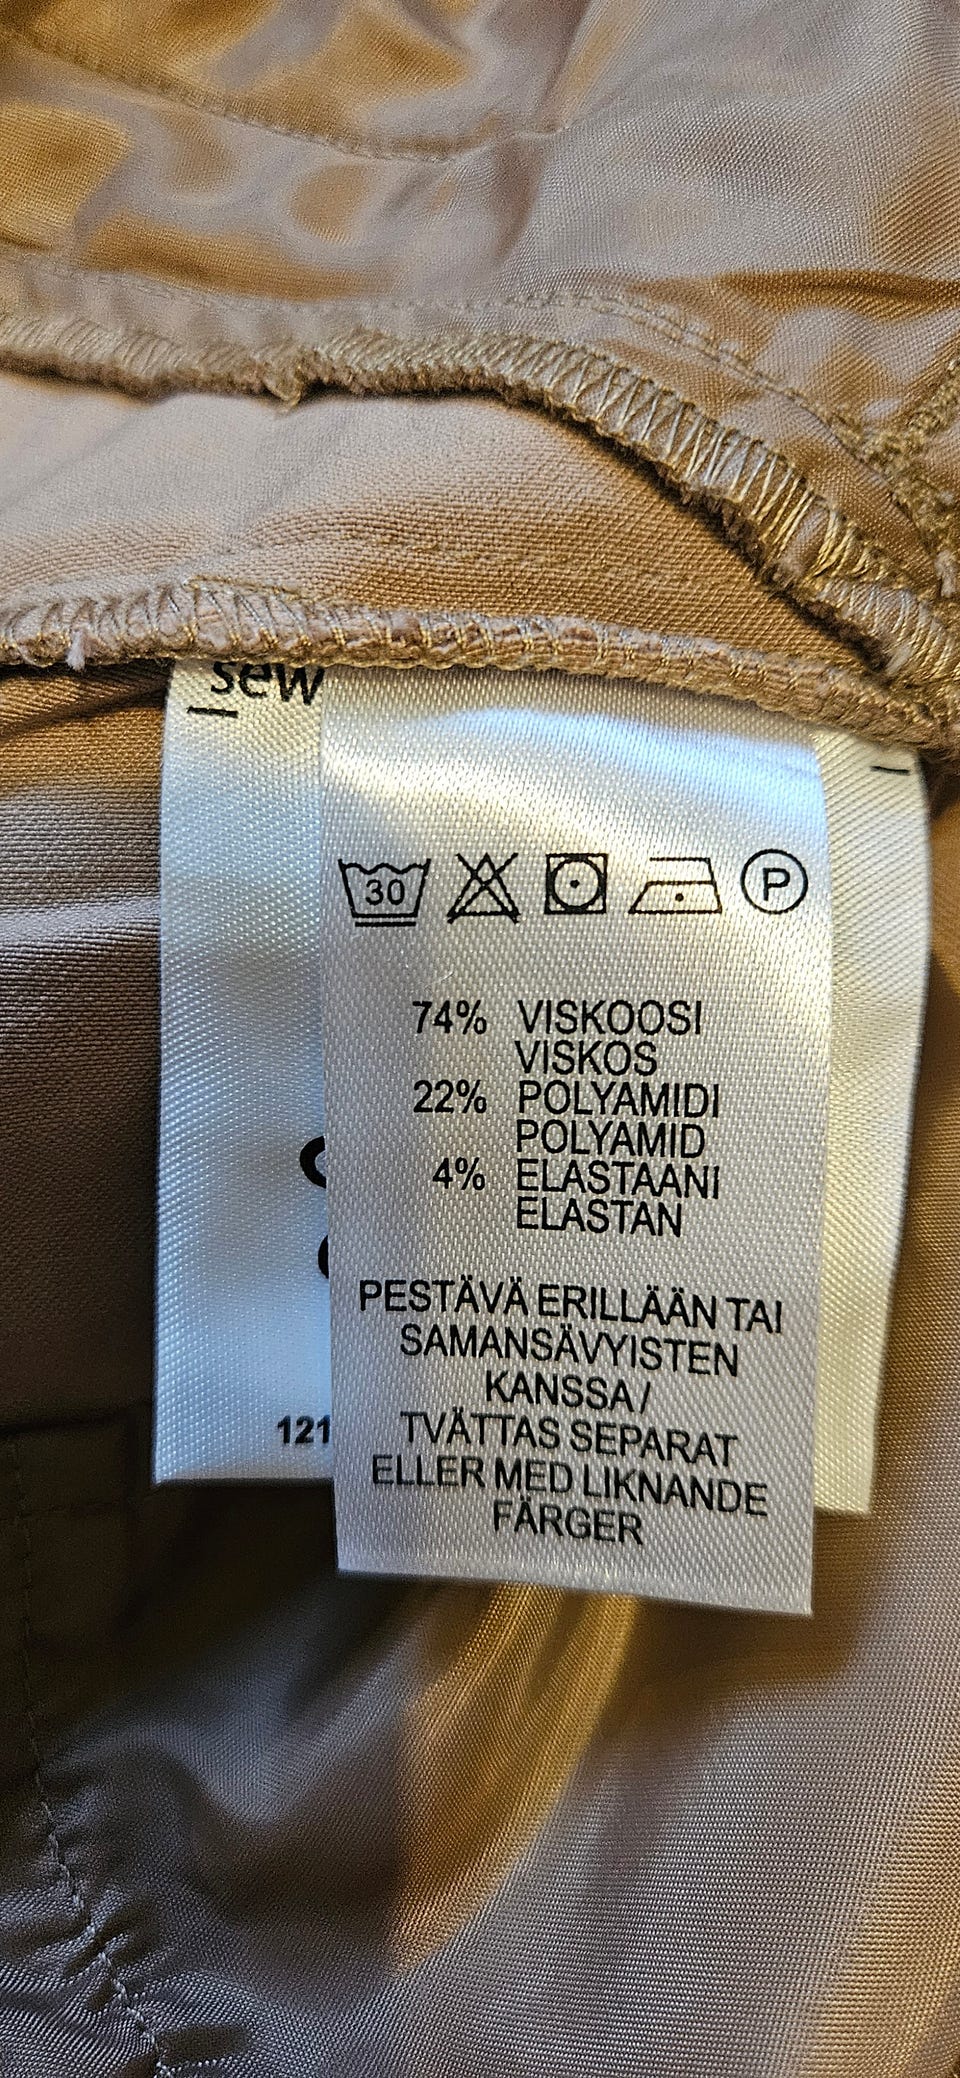 sew
30
P
74% VISKOOSI
VISKOS
22% POLYAMIDI
POLYAMID
4% ELASTAANI
ELASTAN
PESTÄVÄ ERILLÄÄN TAI
SAMANSÄVYISTEN
KANSSA/
TVÄTTAS SEPARAT
ELLER MED LIKNANDE
FÄRGER
121